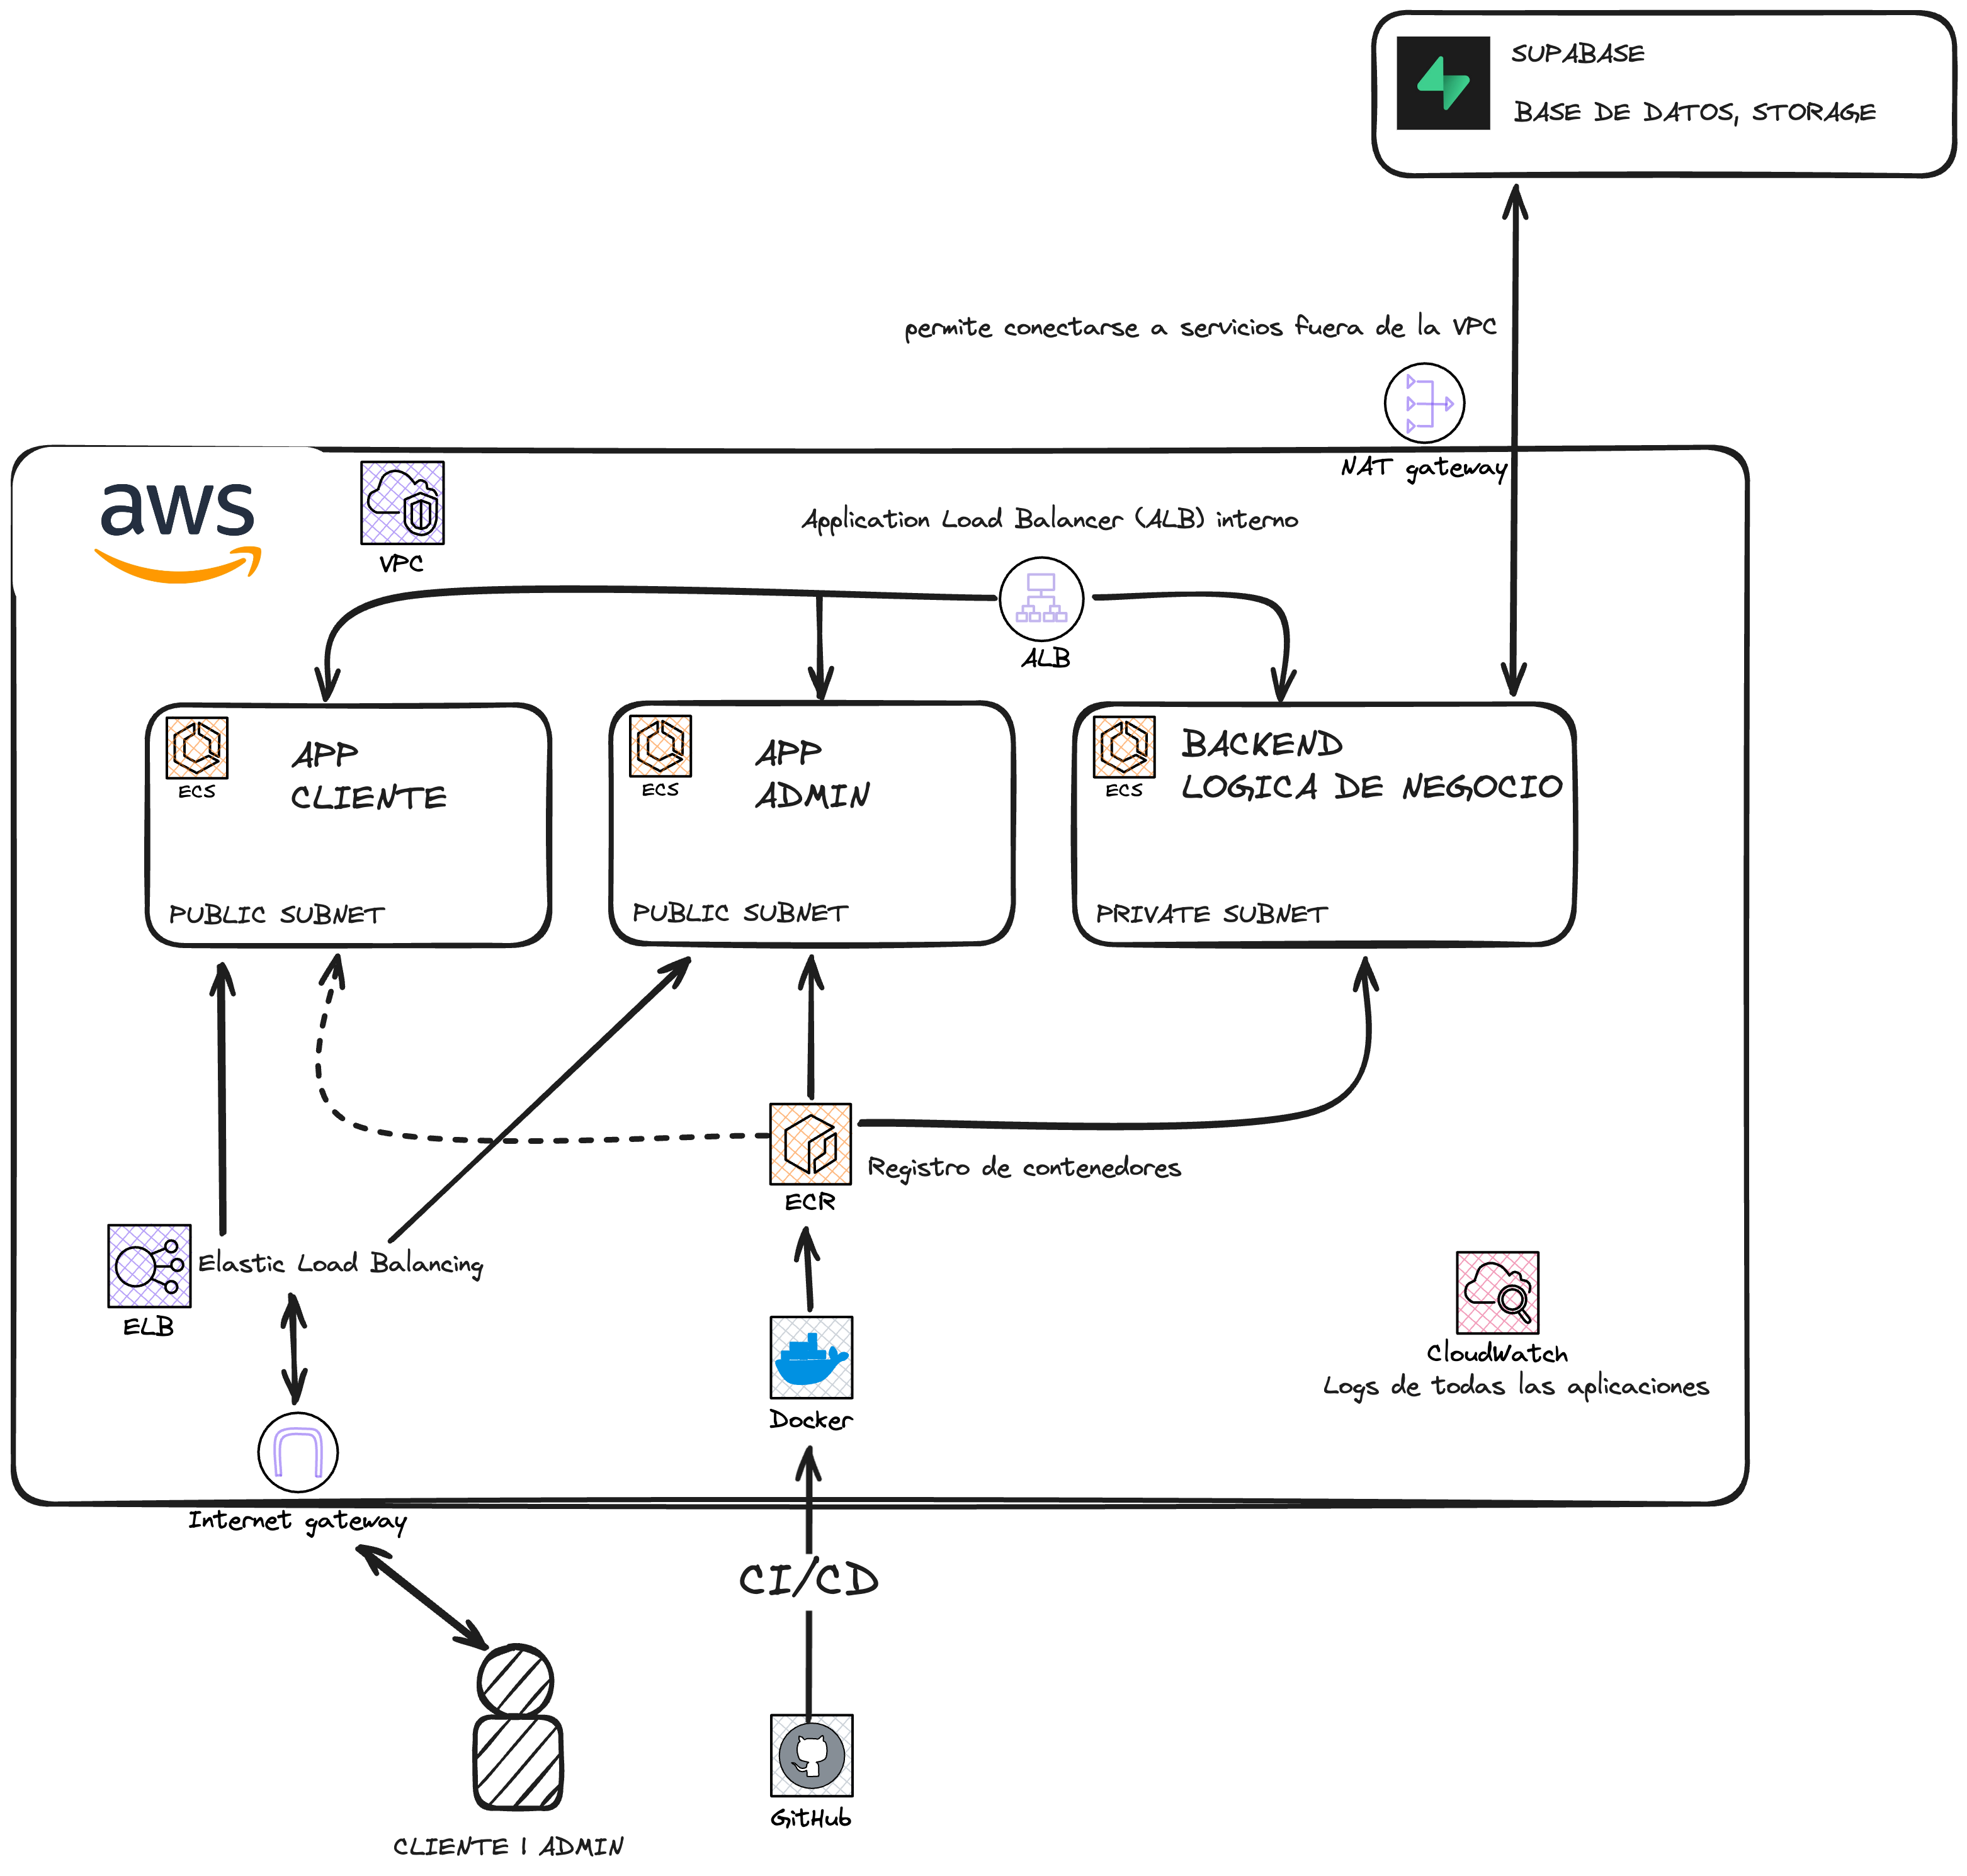 SUPABASE
BASE DE DATOS, STORAGE
permite conectarse a servicios fuera de la VPC
NAT gateway
aws
VPC
Application Load Balancer (ALB) interno
ALB
APP
CLIENTE
ECS
PUBLIC SUBNET
APP
ADMIN
ECS
PUBLIC SUBNET
BACKEND
LOGICA DE NEGOCIO
ECS
PRIVATE SUBNET
Registro de contenedores
ECR
Elastic Load Balancing
ELB
CloudWatch
Logs de todas las aplicaciones
Docker
Internet gateway
CI/CD
GitHub
CLIENTE | ADMIN